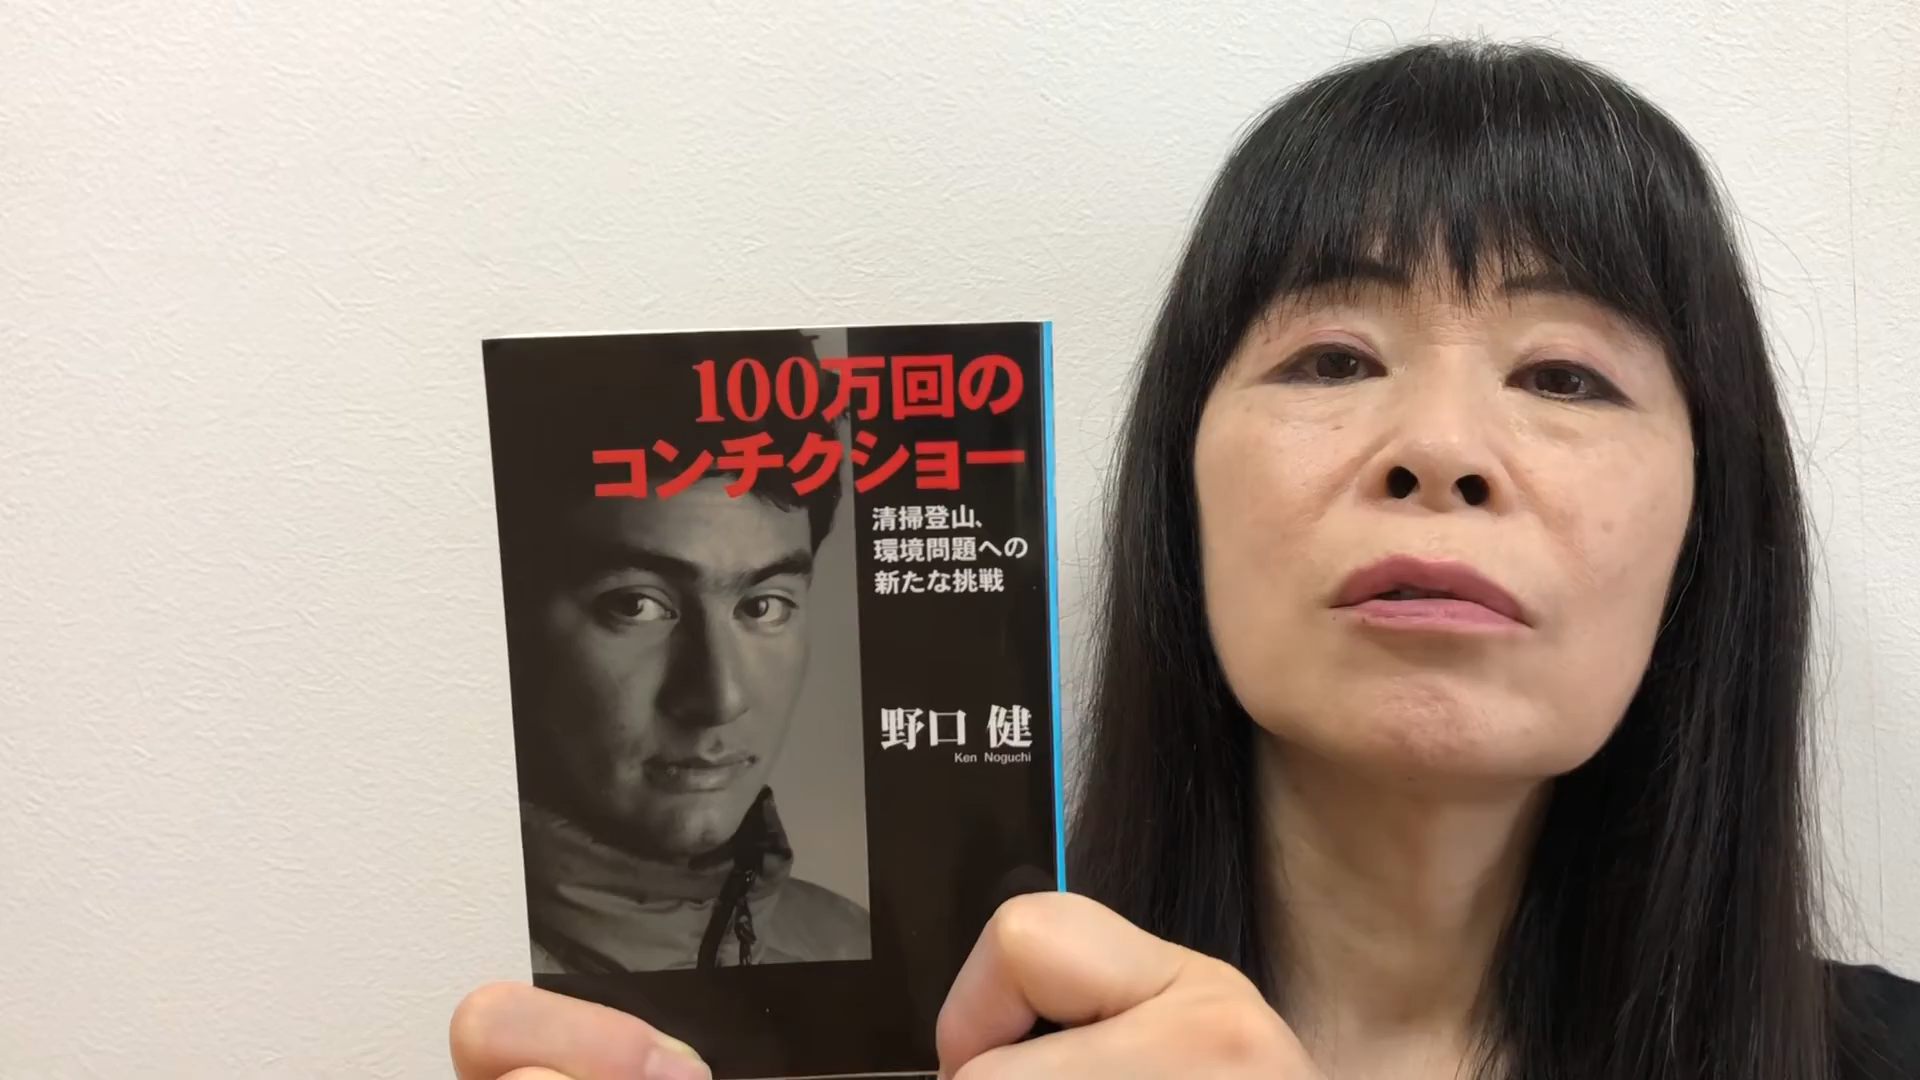 100万回の
コンチクショー
清掃登山、
環境問題への
新たな挑戦
野口 健
Ken Noguchi